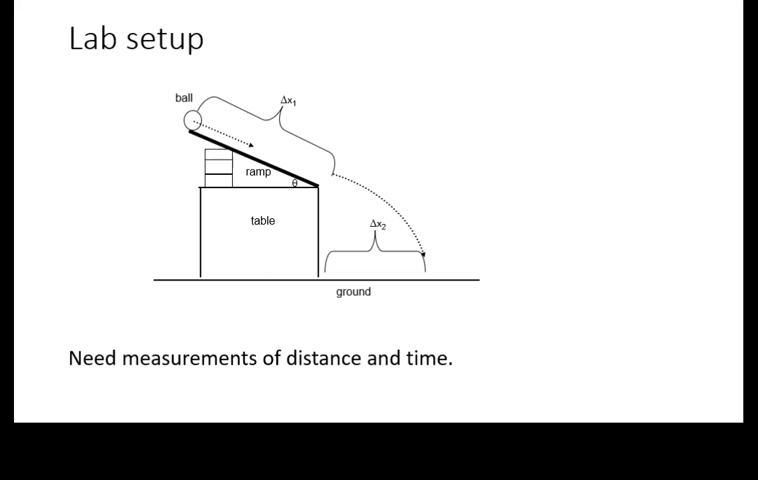 Lab setup
ball
Δx₁
ramp
θ
table
Δx₂
ground
Need measurements of distance and time.